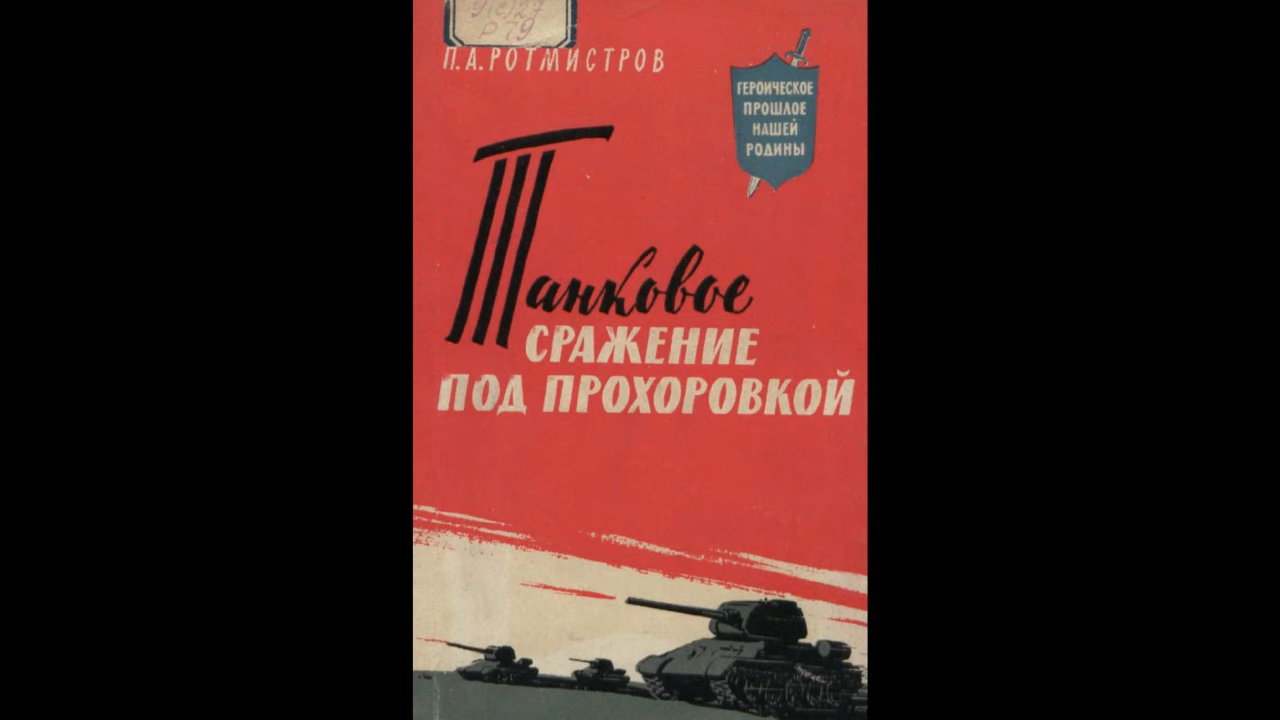 П.А.РОТМИСТРОВ
ГЕРОИЧЕСКОЕ
ПРОШЛОЕ
НАШЕЙ
РОДИНЫ
Танковое
СРАЖЕНИЕ
ПОД ПРОХОРОВКОЙ